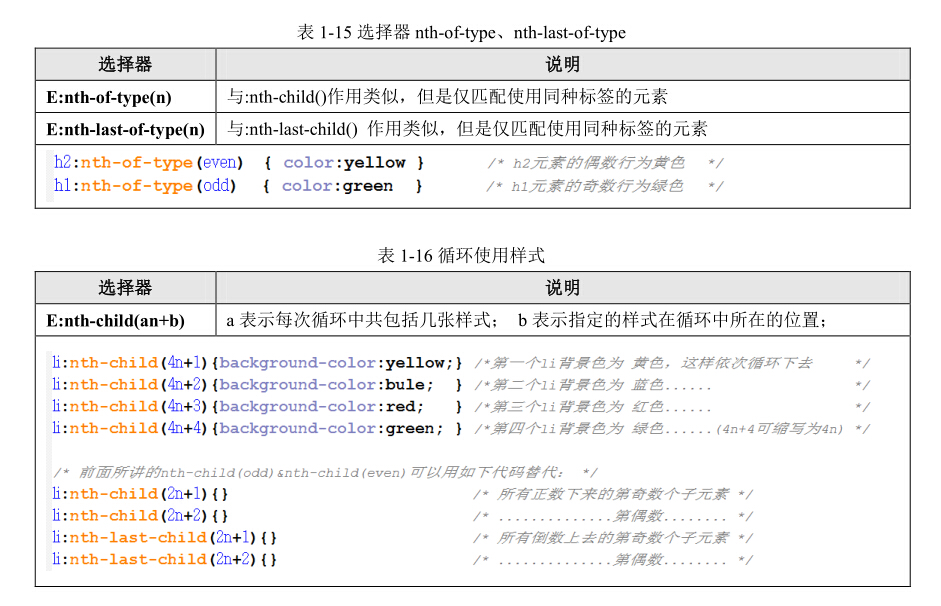 表 1-15 选择器 nth-of-type、nth-last-of-type
选择器 说明
E:nth-of-type(n) 与:nth-child()作用类似，但是仅匹配使用同种标签的元素
E:nth-last-of-type(n) 与:nth-last-child() 作用类似，但是仅匹配使用同种标签的元素
h2:nth-of-type(even) { color:yellow } /* h2元素的偶数行为黄色 */
h1:nth-of-type(odd) { color:green } /* h1元素的奇数行为绿色 */
表 1-16 循环使用样式
选择器 说明
E:nth-child(an+b) a 表示每次循环中共包括几张样式； b 表示指定的样式在循环中所在的位置；
li:nth-child(4n+1){background-color:yellow;} /*第一个li背景色为 黄色，这样依次循环下去 */
li:nth-child(4n+2){background-color:bule; } /*第二个li背景色为 蓝色...... */
li:nth-child(4n+3){background-color:red; } /*第三个li背景色为 红色...... */
li:nth-child(4n+4){background-color:green; } /*第四个li背景色为 绿色......(4n+4可缩写为4n) */
/* 前面所讲的nth-child(odd)&nth-child(even)可以用如下代码替代： */
li:nth-child(2n+1){} /* 所有正数下来的第奇数个子元素 */
li:nth-child(2n+2){} /* ..............第偶数........ */
li:nth-last-child(2n+1){} /* 所有倒数上去的第奇数个子元素 */
li:nth-last-child(2n+2){} /* ..............第偶数........ */